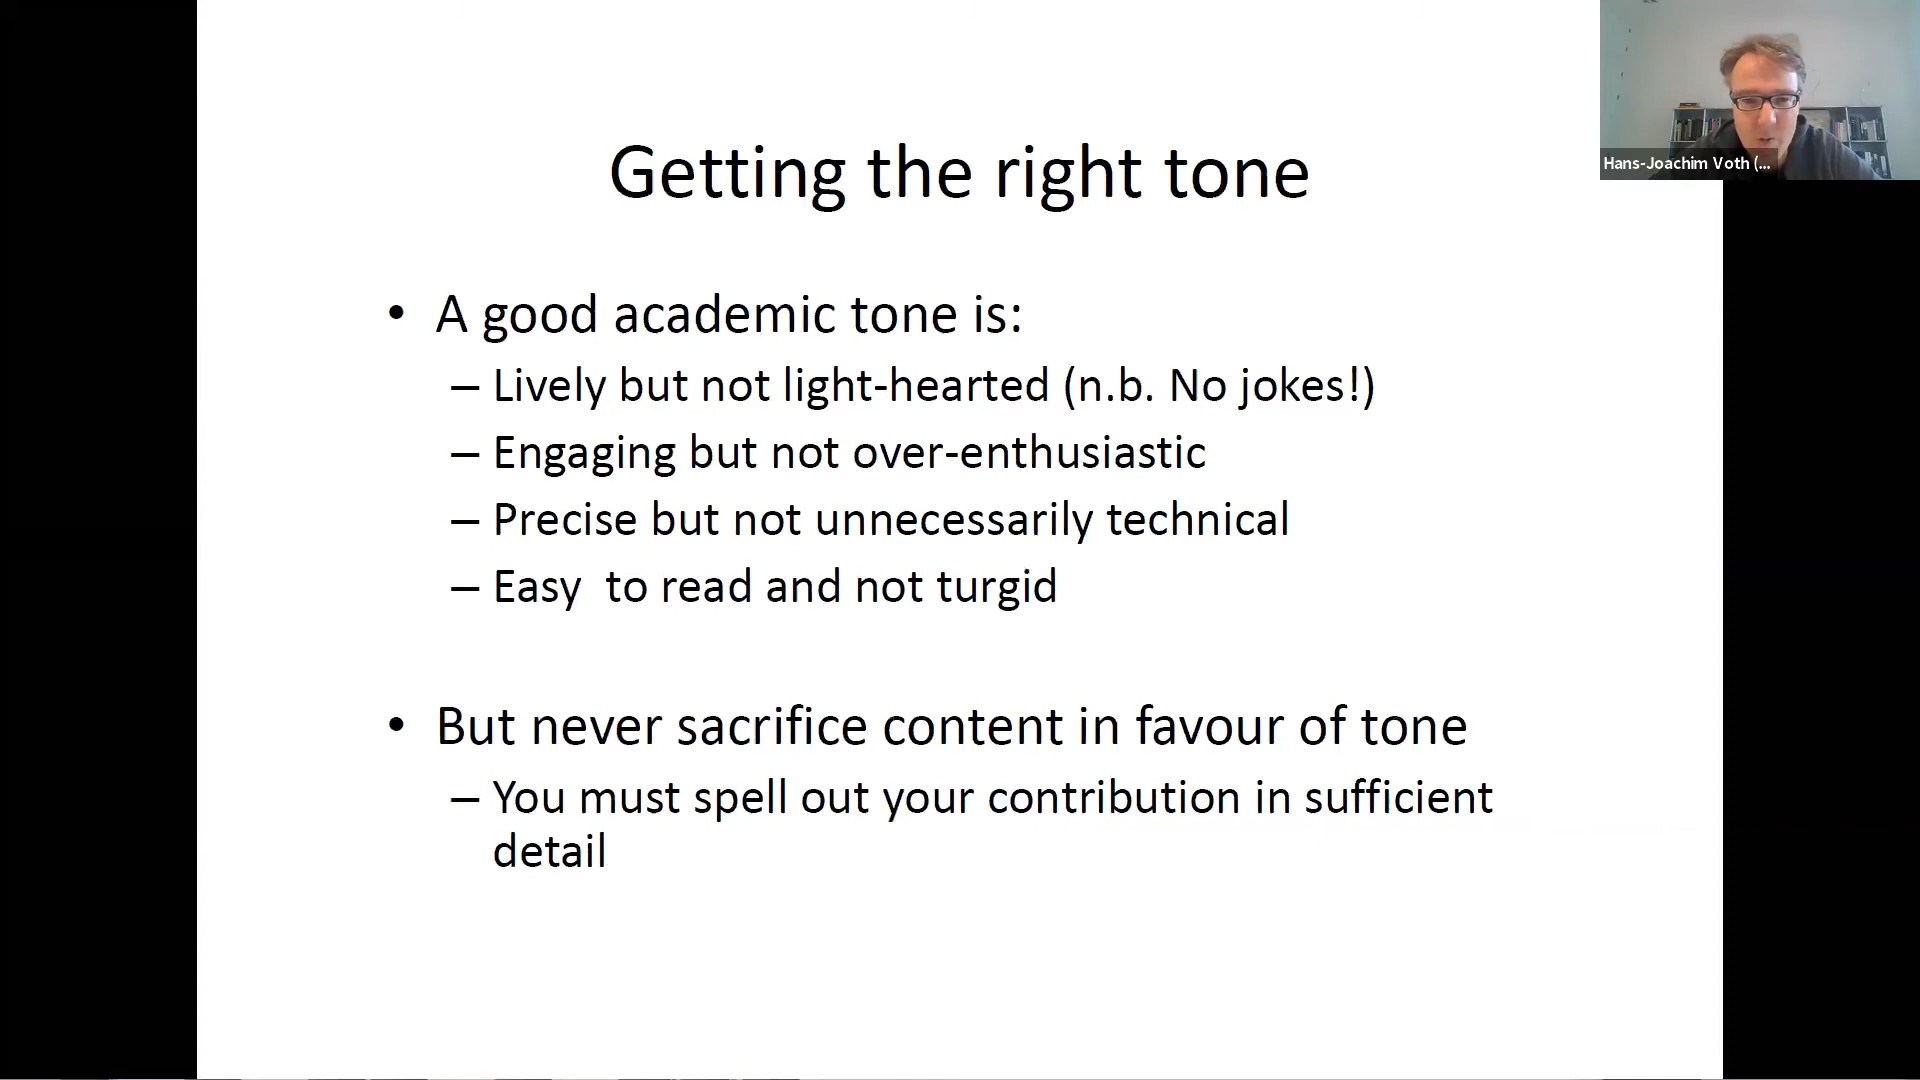 Getting the right tone
• A good academic tone is:
– Lively but not light-hearted (n.b. No jokes!)
– Engaging but not over-enthusiastic
– Precise but not unnecessarily technical
– Easy  to read and not turgid
• But never sacrifice content in favour of tone
– You must spell out your contribution in sufficient
detail
Hans-Joachim Voth (...